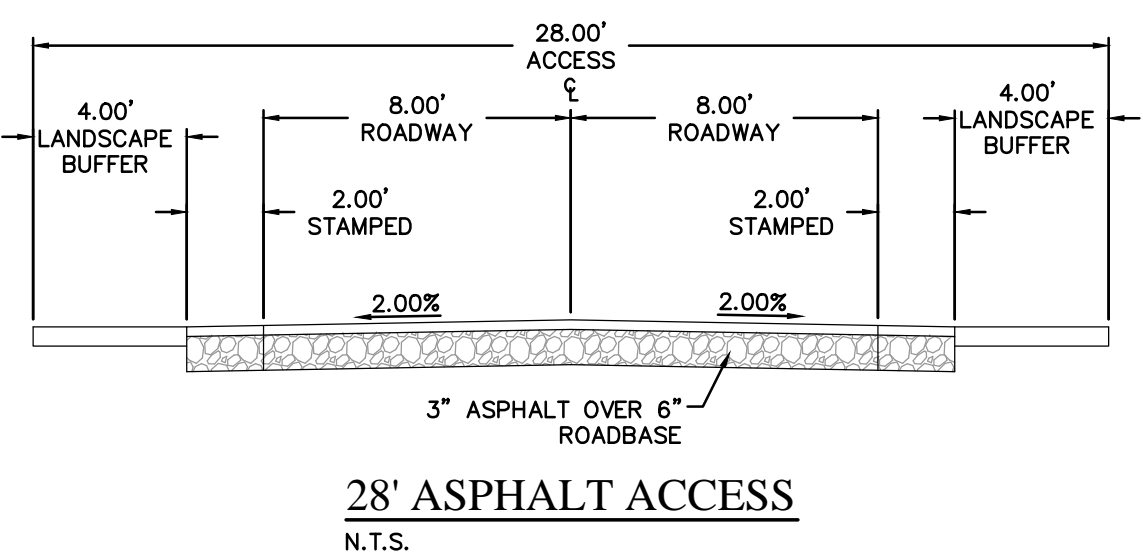 28.00'
ACCESS
℄
4.00'
LANDSCAPE
BUFFER
8.00'
ROADWAY
8.00'
ROADWAY
4.00'
LANDSCAPE
BUFFER
2.00'
STAMPED
2.00'
STAMPED
2.00%
2.00%
3" ASPHALT OVER 6"
ROADBASE
28' ASPHALT ACCESS
N.T.S.